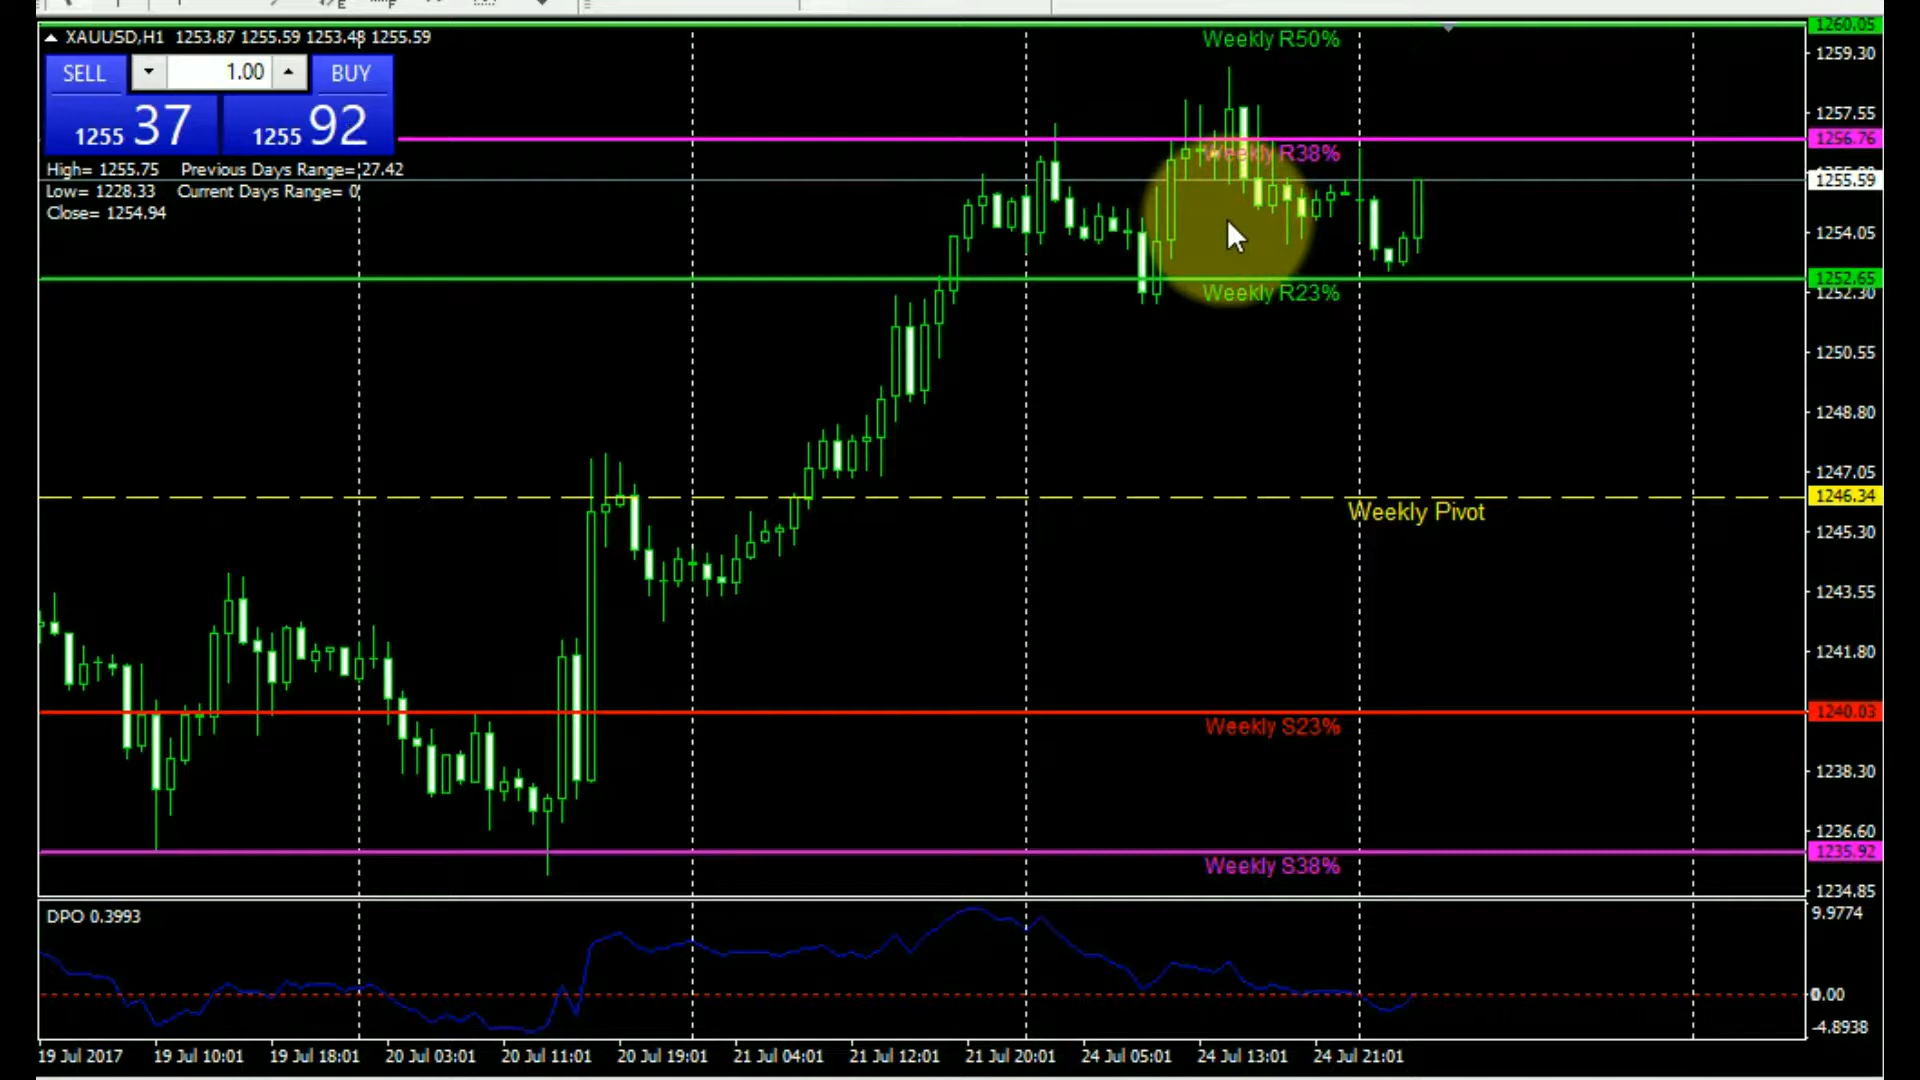 XAUUSD,H1 1253.87 1255.59 1253.48 1255.59
SELL 1.00 BUY
1255 37 1255 92
High= 1255.75 Previous Days Range= 27.42
Low= 1228.33 Current Days Range= 0
Close= 1254.94
Weekly R50%
Weekly R38%
Weekly R23%
Weekly Pivot
Weekly S23%
Weekly S38%
1260.05
1259.30
1257.55
1256.76
1255.59
1254.05
1252.65
1252.30
1250.55
1248.80
1247.05
1246.34
1245.30
1243.55
1241.80
1240.03
1238.30
1236.60
1235.92
1234.85
DPO 0.3993
9.9774
0.00
-4.8938
19 Jul 2017 19 Jul 10:01 19 Jul 18:01 20 Jul 03:01 20 Jul 11:01 20 Jul 19:01 21 Jul 04:01 21 Jul 12:01 21 Jul 20:01 24 Jul 05:01 24 Jul 13:01 24 Jul 21:01